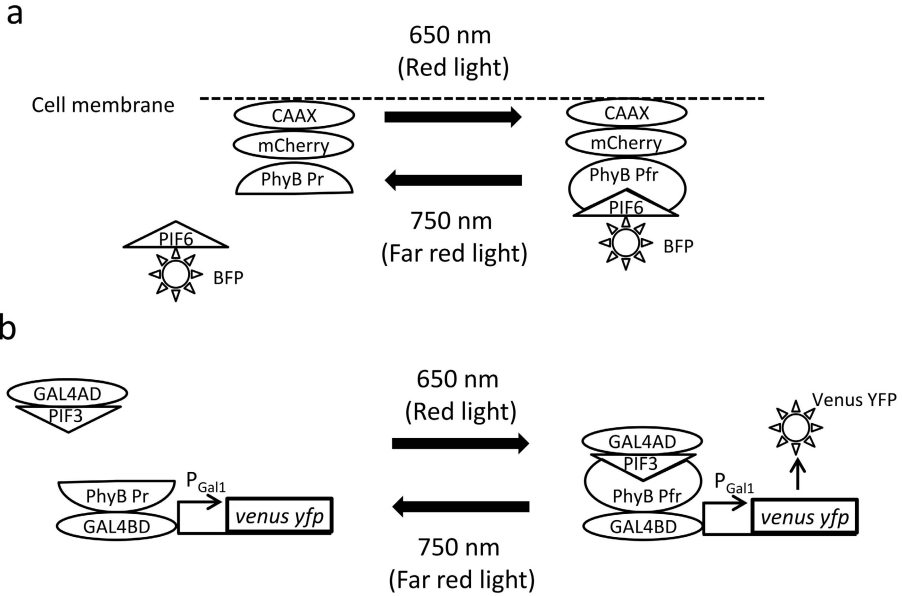 a
650 nm
(Red light)
Cell membrane
CAAX
mCherry
PhyB Pr
CAAX
mCherry
PhyB Pfr
PIF6
BFP
750 nm
(Far red light)
PIF6
BFP
b
GAL4AD
PIF3
650 nm
(Red light)
Venus YFP
GAL4AD
PIF3
PhyB Pr
GAL4BD
PGal1
venus yfp
PhyB Pfr
GAL4BD
PGal1
venus yfp
750 nm
(Far red light)